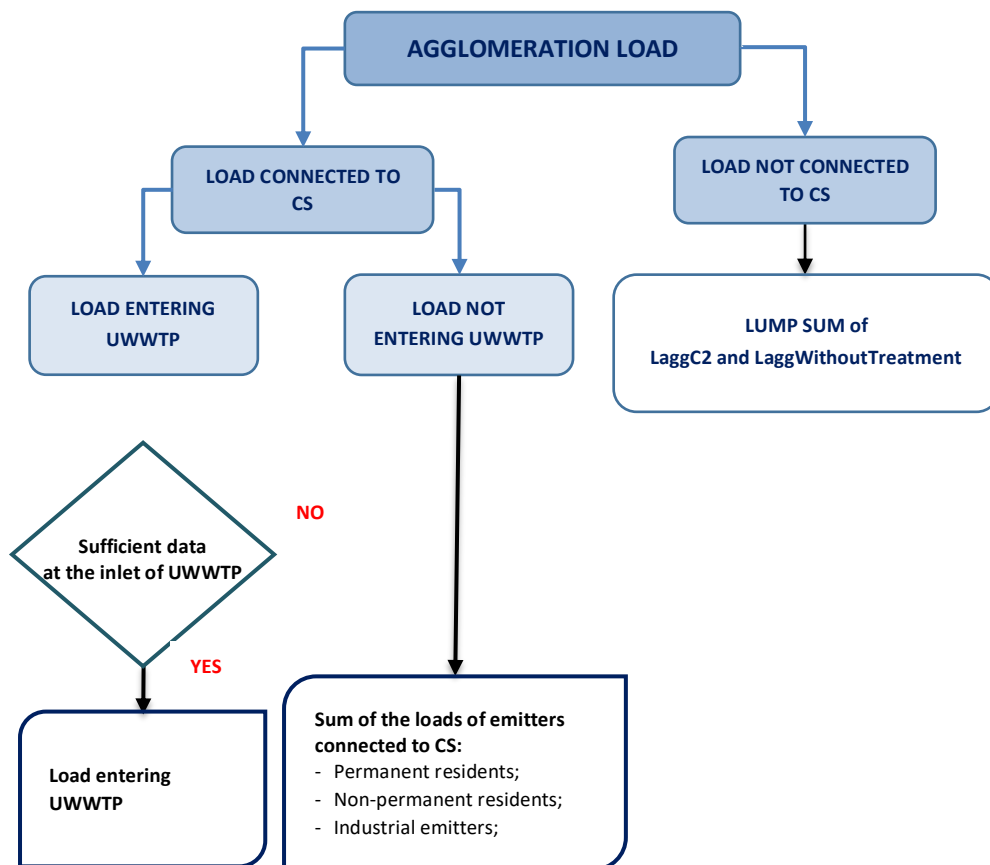 AGGLOMERATION LOAD
LOAD CONNECTED TO
CS
LOAD NOT CONNECTED
TO CS
LOAD ENTERING
UWWTP
LOAD NOT
ENTERING UWWTP
LUMP SUM of
LaggC2 and LaggWithoutTreatment
NO
Sufficient data
at the inlet of UWWTP
YES
Load entering
UWWTP
Sum of the loads of emitters
connected to CS:
- Permanent residents;
- Non-permanent residents;
- Industrial emitters;